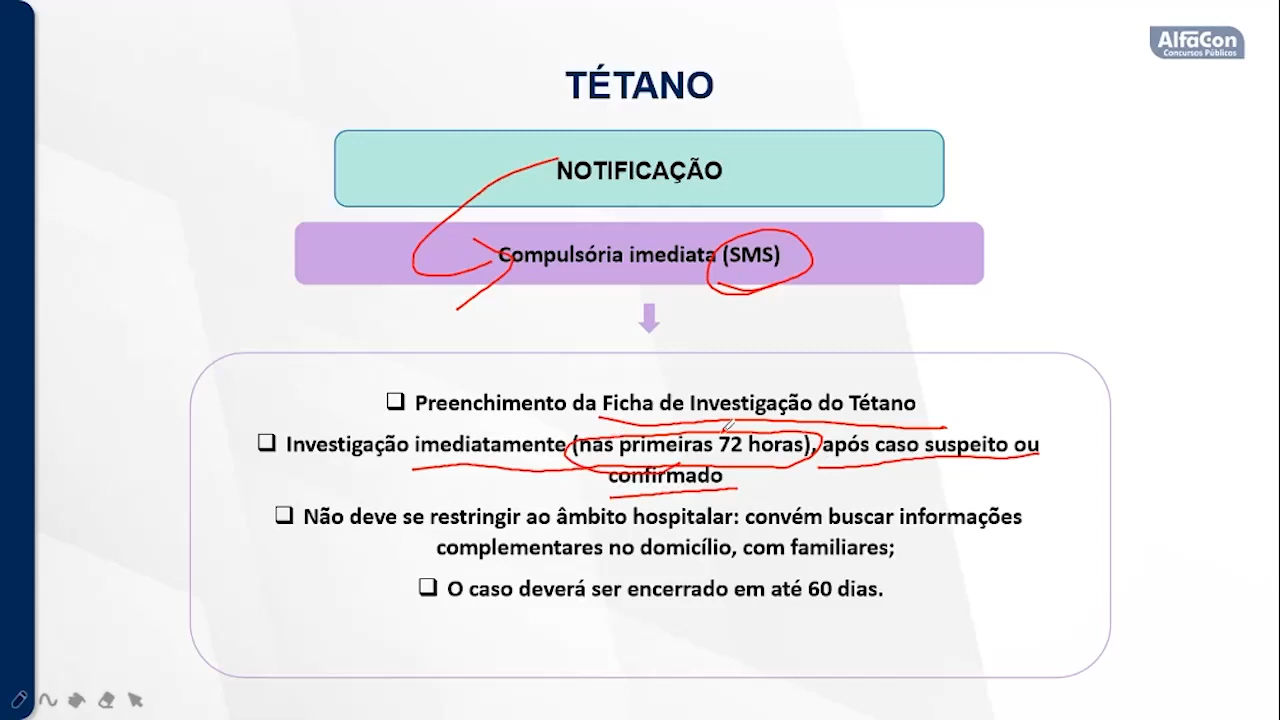 AlfaCon
Concursos Públicos
TÉTANO
NOTIFICAÇÃO
Compulsória imediata (SMS)
❑ Preenchimento da Ficha de Investigação do Tétano
❑ Investigação imediatamente (nas primeiras 72 horas), após caso suspeito ou
confirmado
❑ Não deve se restringir ao âmbito hospitalar: convém buscar informações
complementares no domicílio, com familiares;
❑ O caso deverá ser encerrado em até 60 dias.